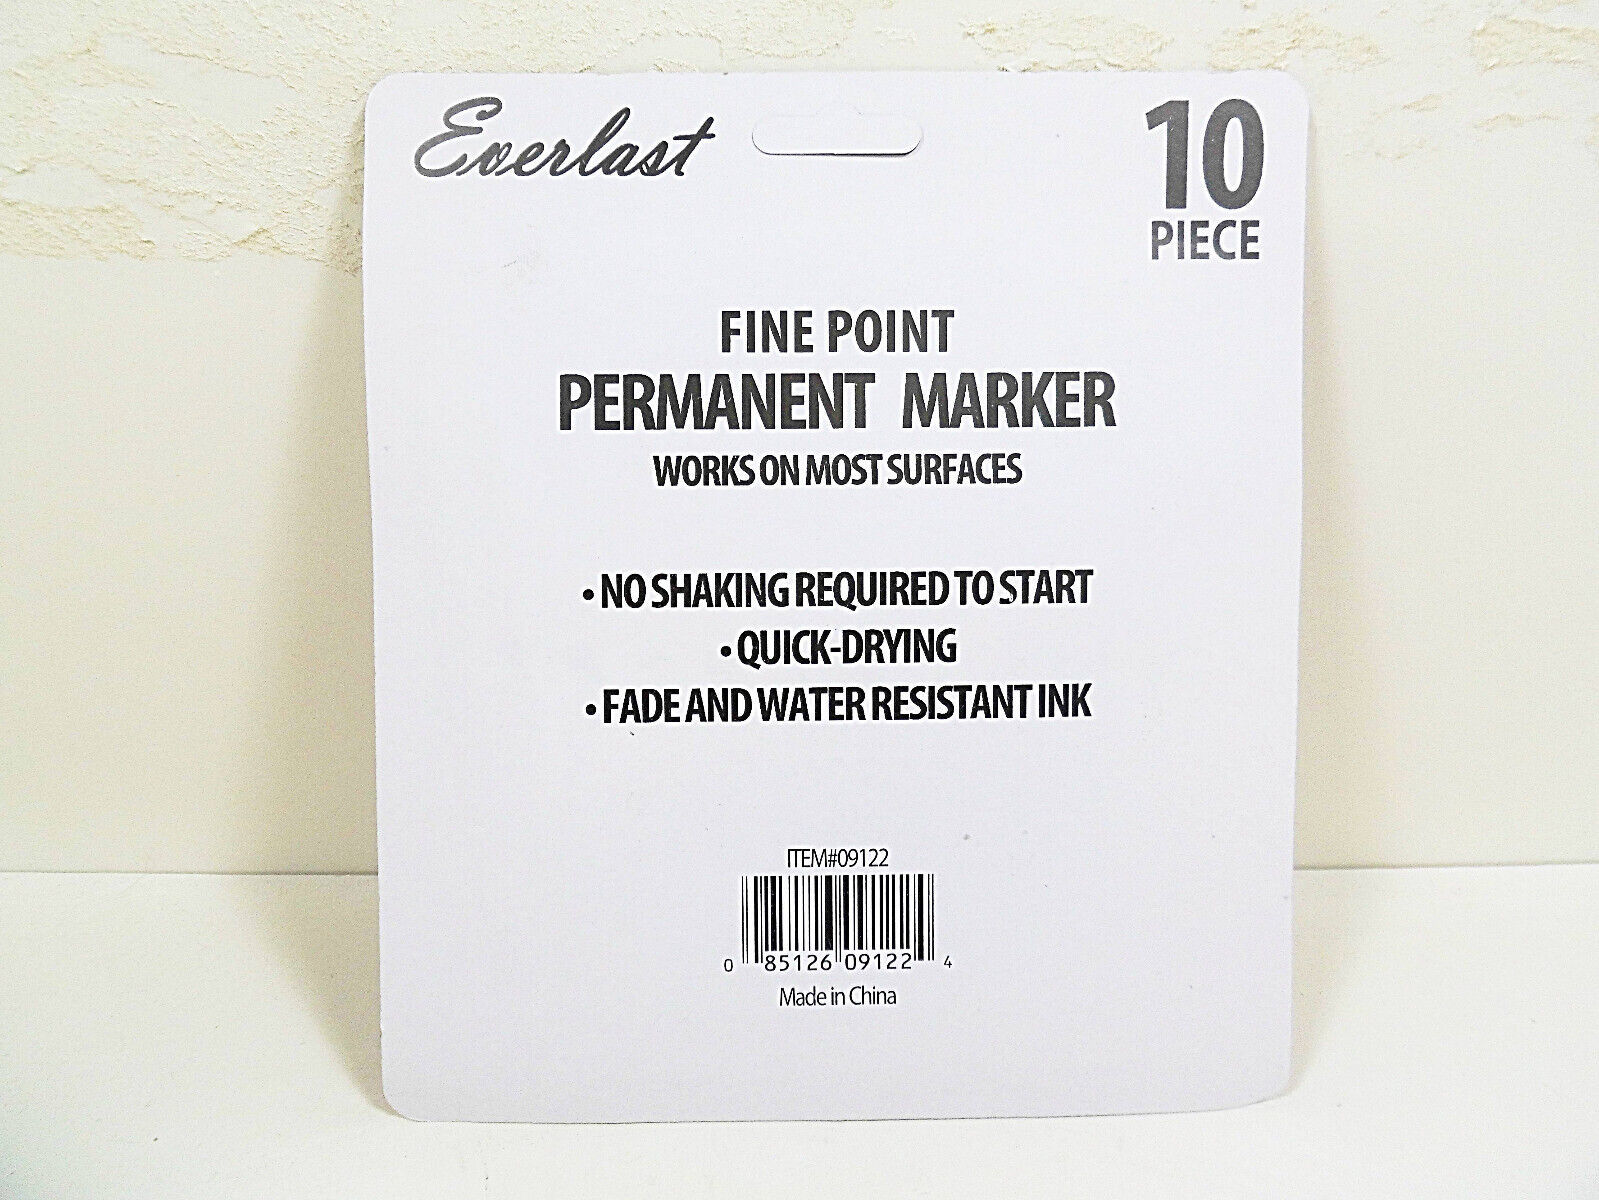 Everlast
10
PIECE
FINE POINT
PERMANENT MARKER
WORKS ON MOST SURFACES
• NO SHAKING REQUIRED TO START
• QUICK-DRYING
• FADE AND WATER RESISTANT INK
ITEM#09122
0 85126 09122 4
Made in China